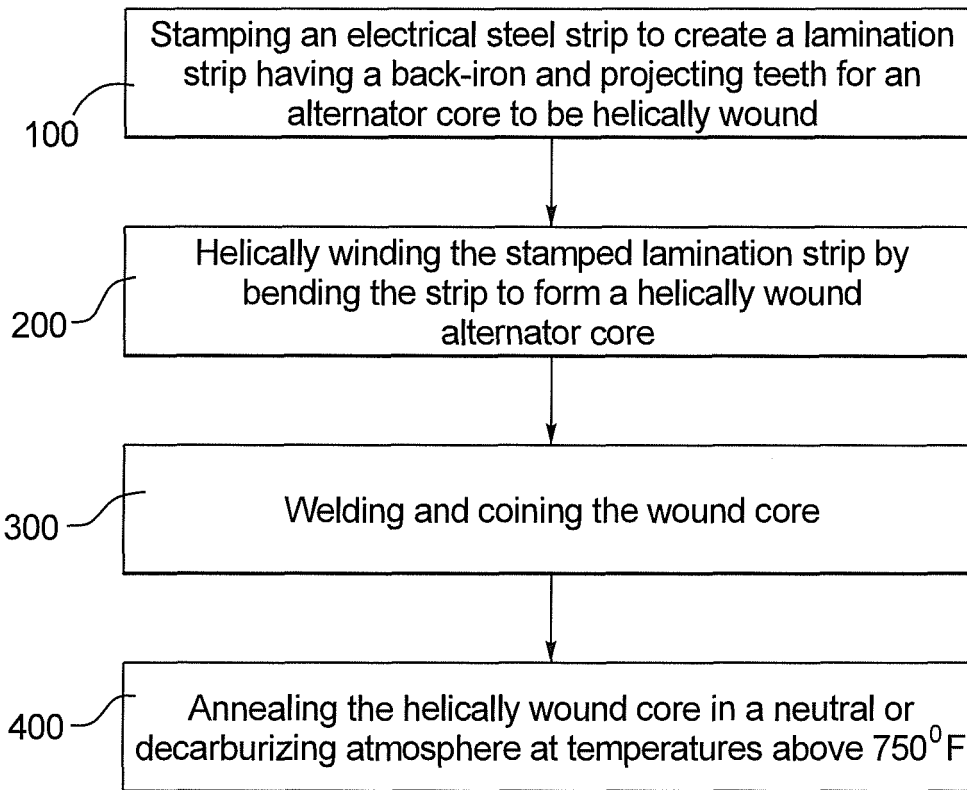 Stamping an electrical steel strip to create a lamination
strip having a back-iron and projecting teeth for an
alternator core to be helically wound
100
Helically winding the stamped lamination strip by
bending the strip to form a helically wound
alternator core
200
Welding and coining the wound core
300
Annealing the helically wound core in a neutral or
decarburizing atmosphere at temperatures above 750⁰F
400